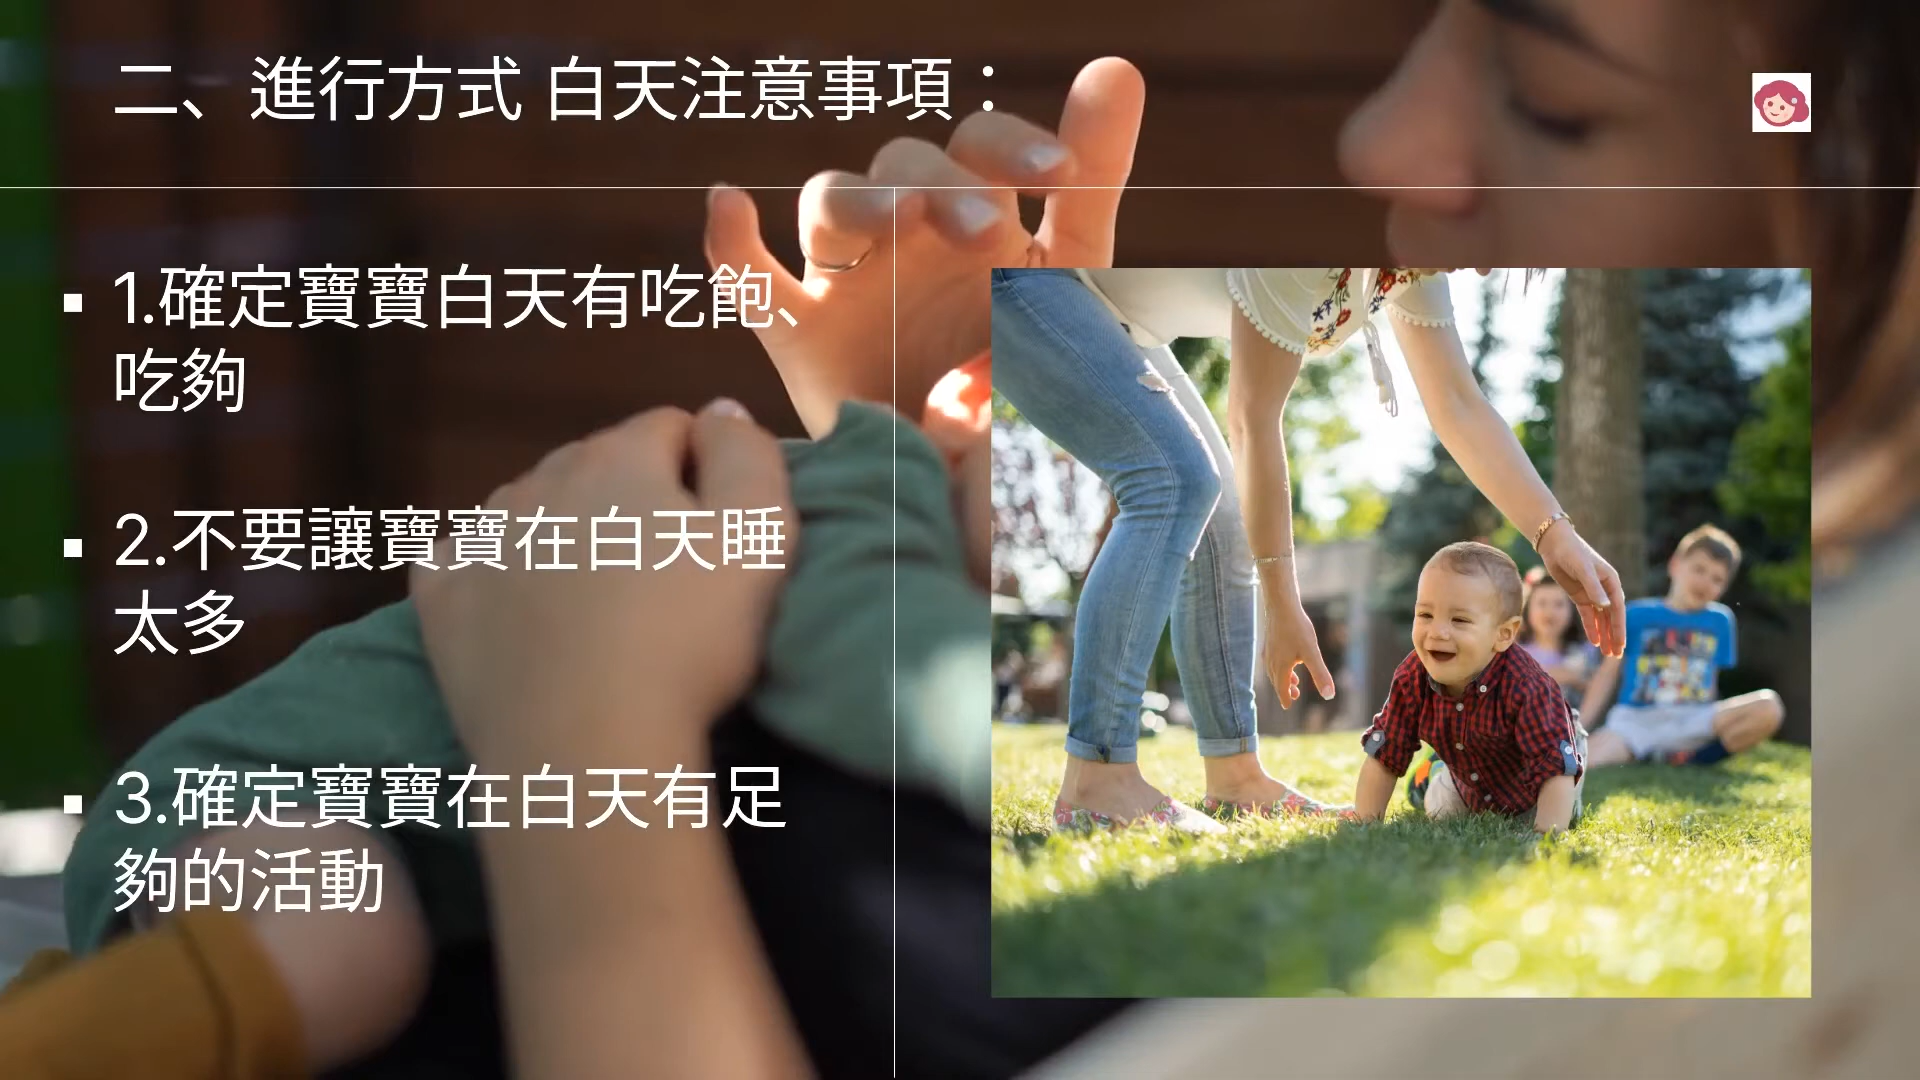 二、進行方式 白天注意事項：
1.確定寶寶白天有吃飽、
吃夠
2.不要讓寶寶在白天睡
太多
3.確定寶寶在白天有足
夠的活動